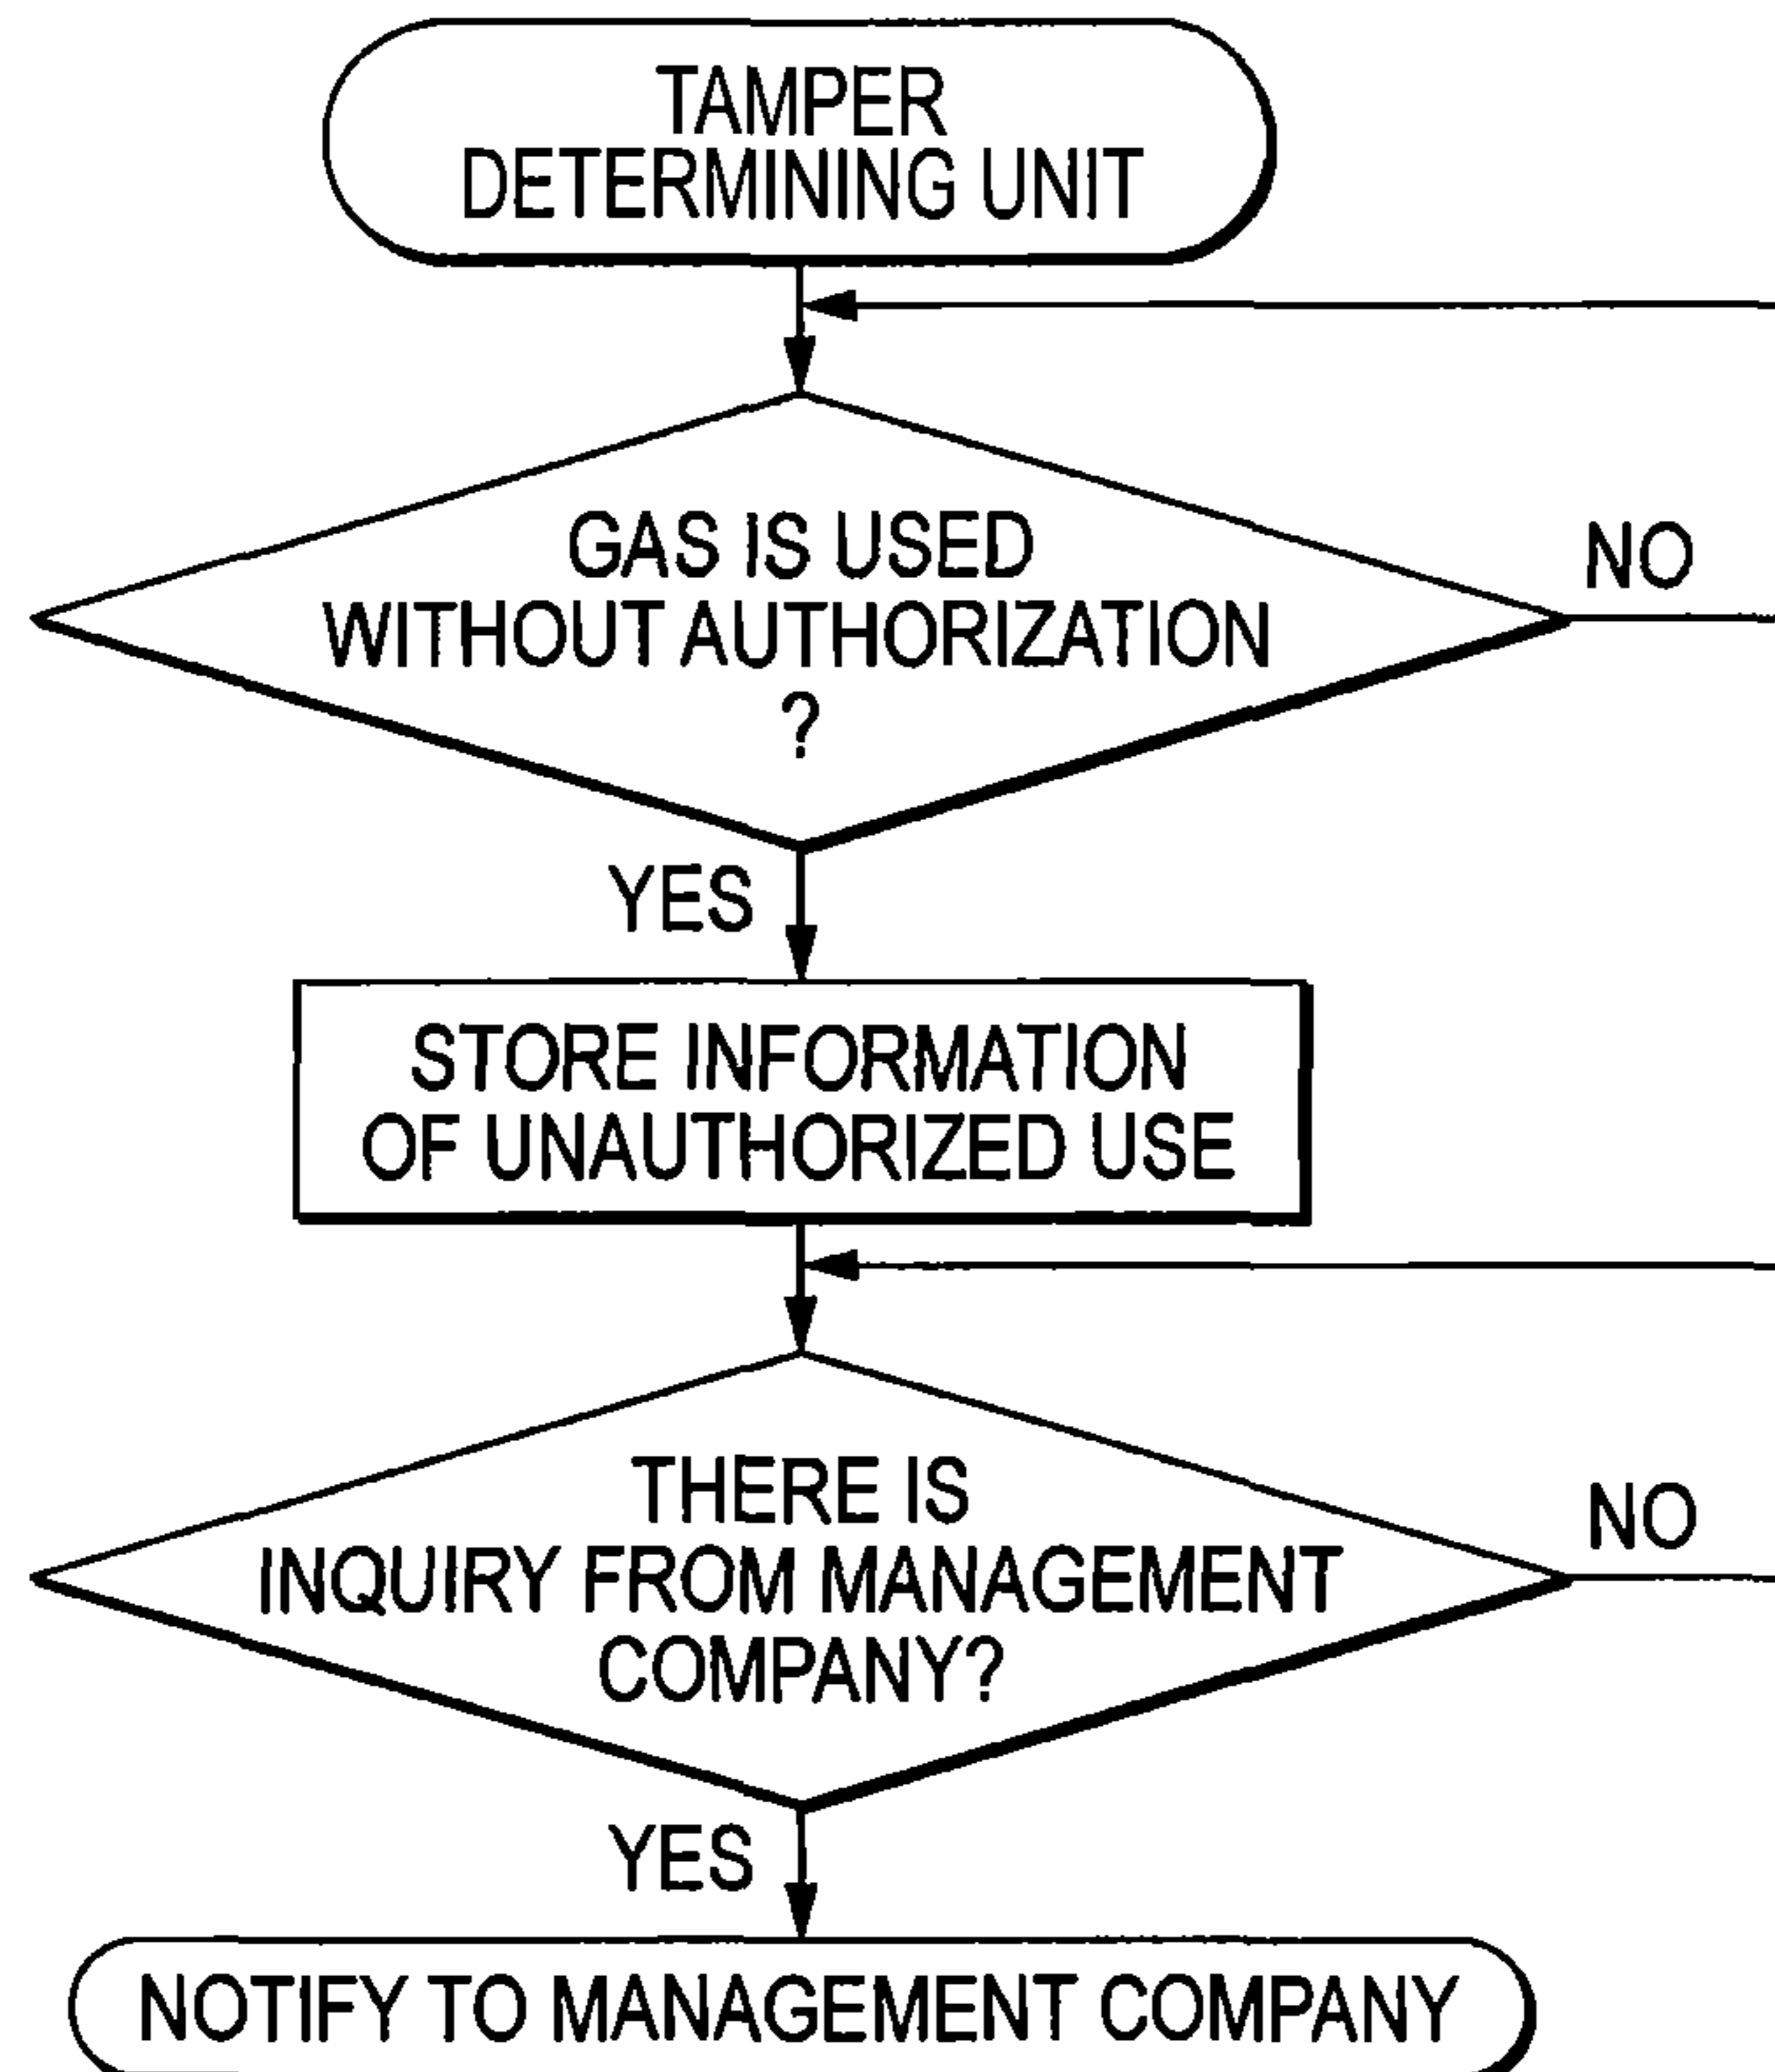 TAMPER
DETERMINING UNIT
GAS IS USED
WITHOUT AUTHORIZATION
?
NO
YES
STORE INFORMATION
OF UNAUTHORIZED USE
THERE IS
INQUIRY FROM MANAGEMENT
COMPANY?
NO
YES
NOTIFY TO MANAGEMENT COMPANY